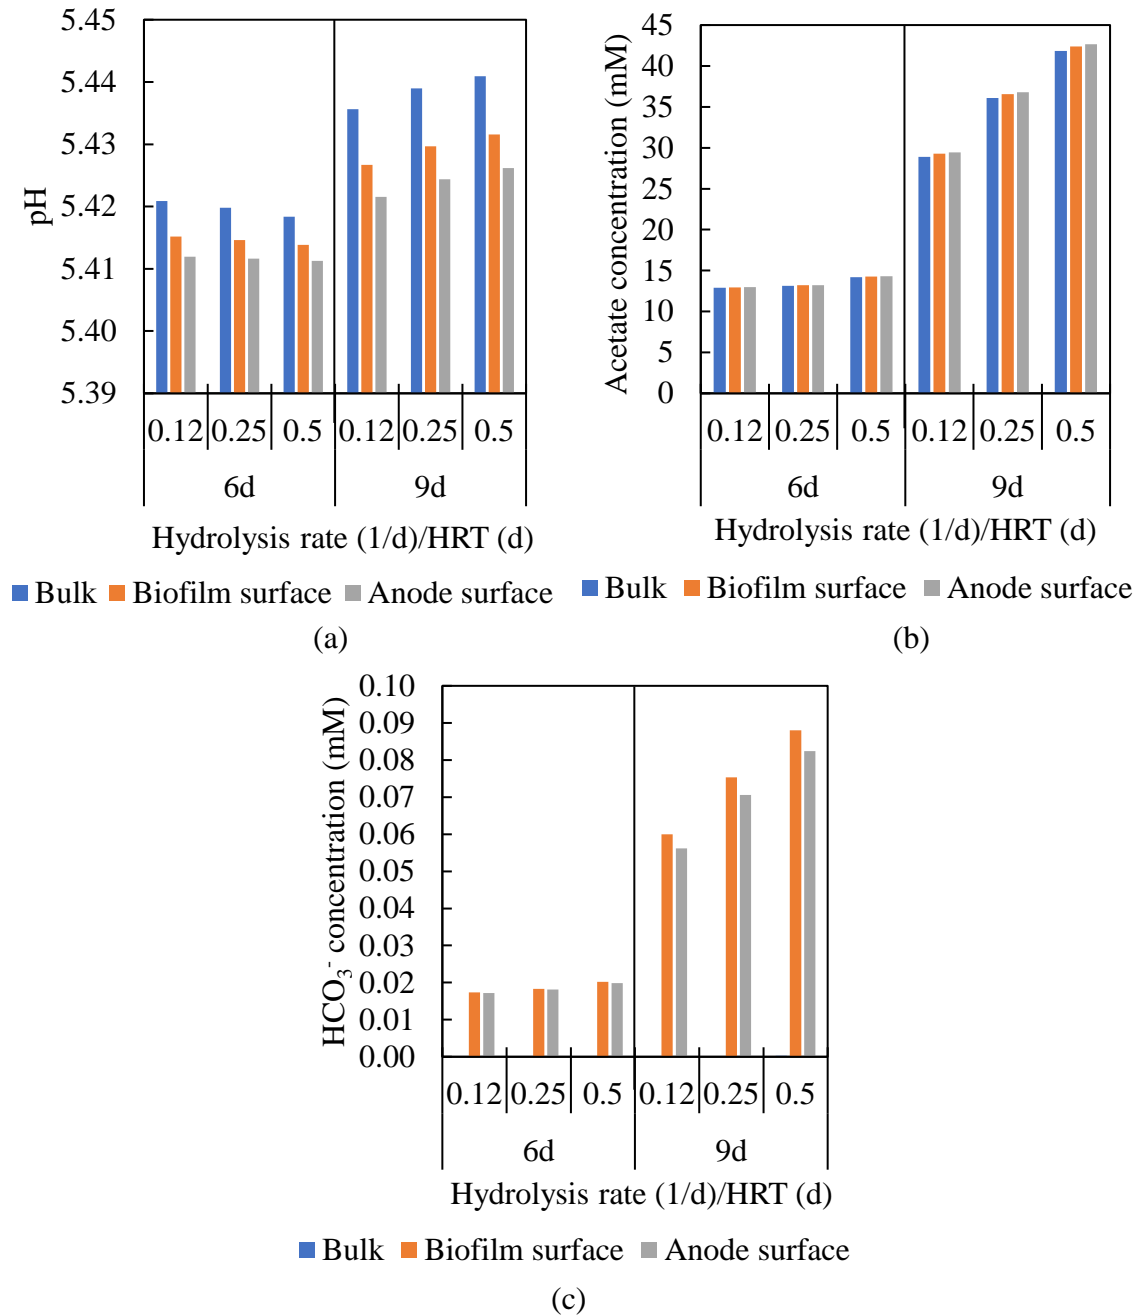 pH
5.45
5.44
5.43
5.42
5.41
5.40
5.39
0.12 0.25 0.5 0.12 0.25 0.5
6d 9d
Hydrolysis rate (1/d)/HRT (d)
Bulk Biofilm surface Anode surface
(a)
Acetate concentration (mM)
45
40
35
30
25
20
15
10
5
0
0.12 0.25 0.5 0.12 0.25 0.5
6d 9d
Hydrolysis rate (1/d)/HRT (d)
Bulk Biofilm surface Anode surface
(b)
HCO₃⁻ concentration (mM)
0.10
0.09
0.08
0.07
0.06
0.05
0.04
0.03
0.02
0.01
0.00
0.12 0.25 0.5 0.12 0.25 0.5
6d 9d
Hydrolysis rate (1/d)/HRT (d)
Bulk Biofilm surface Anode surface
(c)